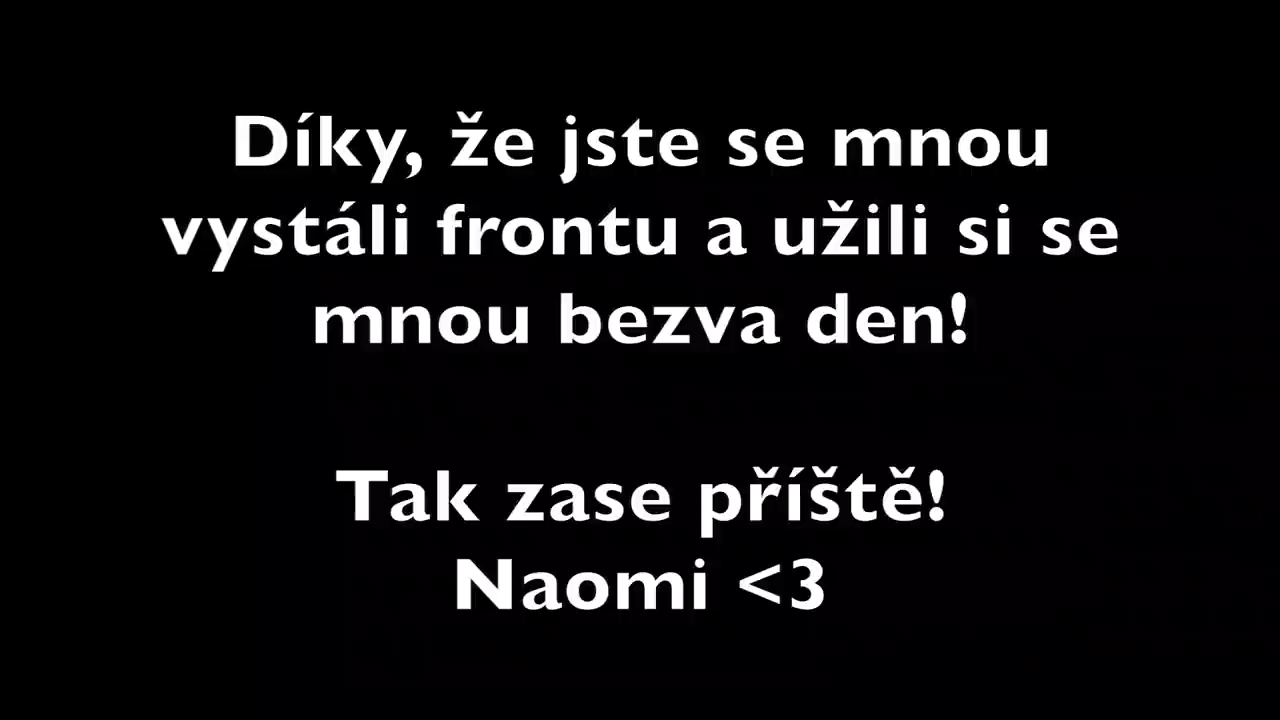 Díky, že jste se mnou
vystáli frontu a užili si se
mnou bezva den!
Tak zase příště!
Naomi <3